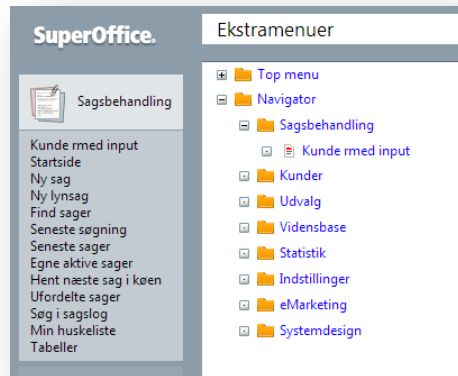 SuperOffice.
Ekstramenuer
Sagsbehandling
Kunde rmed input
Startside
Ny sag
Ny lynsag
Find sager
Seneste søgning
Seneste sager
Egne aktive sager
Hent næste sag i køen
Ufordelte sager
Søg i sagslog
Min huskeliste
Tabeller
Top menu
Navigator
Sagsbehandling
Kunde rmed input
Kunder
Udvalg
Vidensbase
Statistik
Indstillinger
eMarketing
Systemdesign